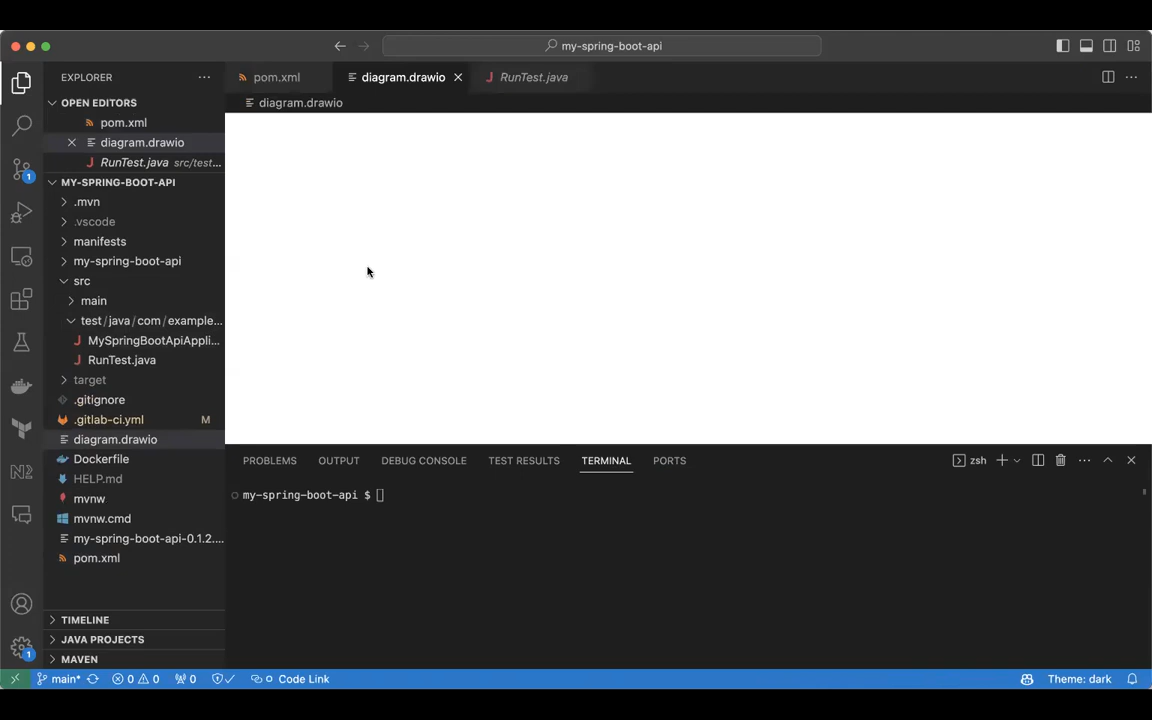 my-spring-boot-api
EXPLORER
pom.xml
diagram.drawio
RunTest.java
OPEN EDITORS
diagram.drawio
pom.xml
diagram.drawio
RunTest.java src/test...
MY-SPRING-BOOT-API
.mvn
.vscode
manifests
my-spring-boot-api
src
main
test/java/com/example...
MySpringBootApiAppli...
RunTest.java
target
.gitignore
.gitlab-ci.yml M
diagram.drawio
Dockerfile
HELP.md
mvnw
mvnw.cmd
my-spring-boot-api-0.1.2....
pom.xml
TIMELINE
JAVA PROJECTS
MAVEN
1
N2
1
PROBLEMS OUTPUT DEBUG CONSOLE TEST RESULTS TERMINAL PORTS
zsh
my-spring-boot-api $
main* 0 0 0 Code Link Theme: dark